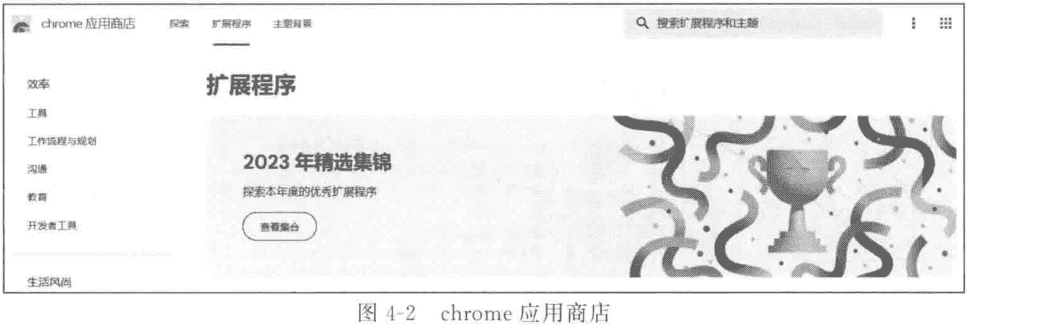 chrome 应用商店 探索 扩展程序 主题背景 搜索扩展程序和主题
效率
工具
工作流程与规划
沟通
教育
开发者工具
生活风尚
扩展程序
2023 年精选集锦
探索本年度的优秀扩展程序
查看集合
图 4-2 chrome 应用商店